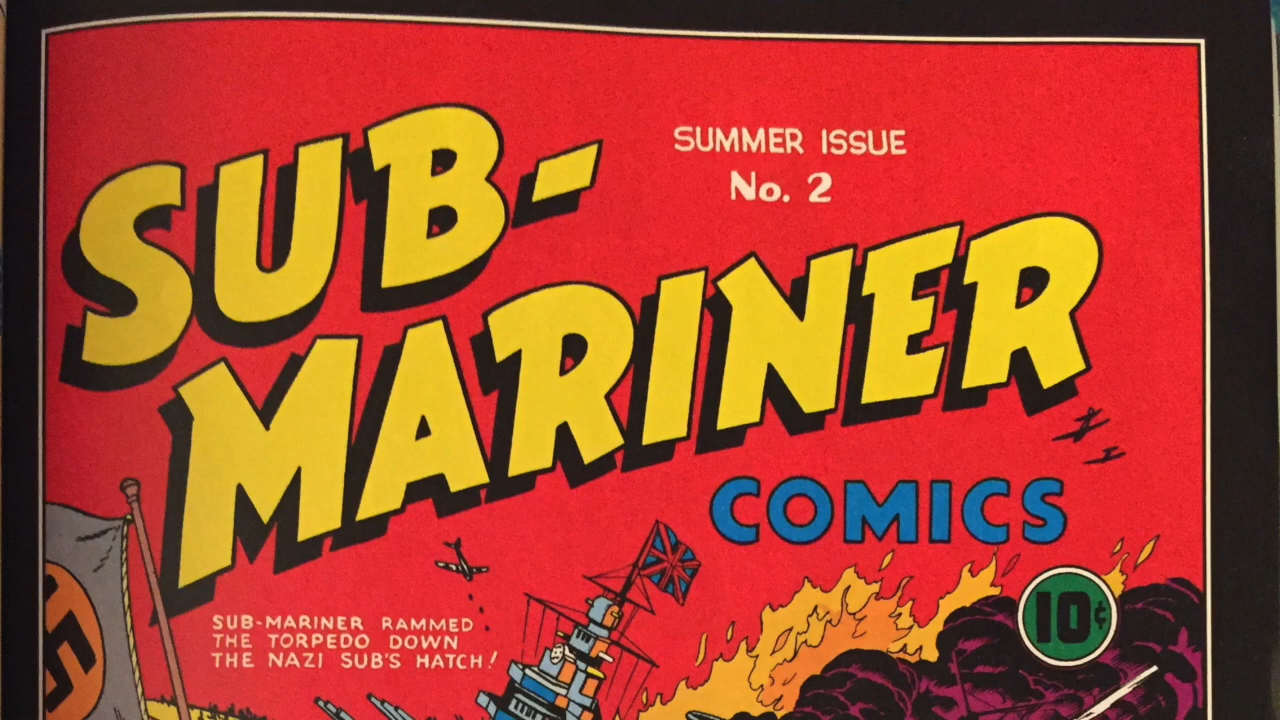 SUB-
MARINER
SUMMER ISSUE
No. 2
COMICS
10¢
SUB-MARINER RAMMED
THE TORPEDO DOWN
THE NAZI SUB'S HATCH!